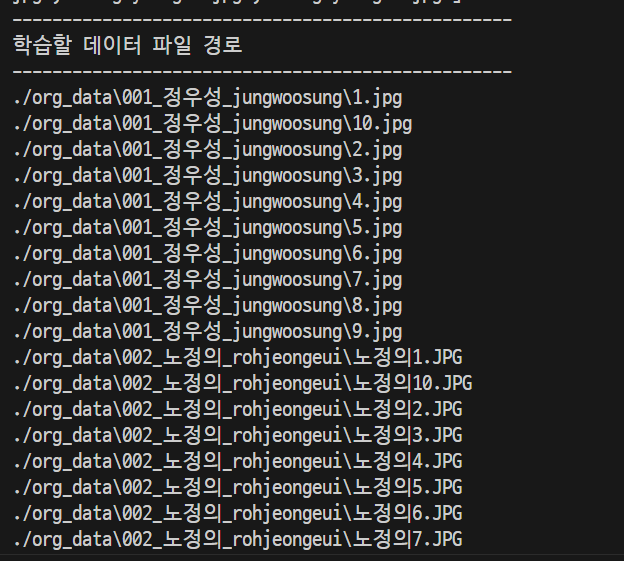 --------------------------------------------------
학습할 데이터 파일 경로
--------------------------------------------------
./org_data\001_정우성_jungwoosung\1.jpg
./org_data\001_정우성_jungwoosung\10.jpg
./org_data\001_정우성_jungwoosung\2.jpg
./org_data\001_정우성_jungwoosung\3.jpg
./org_data\001_정우성_jungwoosung\4.jpg
./org_data\001_정우성_jungwoosung\5.jpg
./org_data\001_정우성_jungwoosung\6.jpg
./org_data\001_정우성_jungwoosung\7.jpg
./org_data\001_정우성_jungwoosung\8.jpg
./org_data\001_정우성_jungwoosung\9.jpg
./org_data\002_노정의_rohjeongeui\노정의1.JPG
./org_data\002_노정의_rohjeongeui\노정의10.JPG
./org_data\002_노정의_rohjeongeui\노정의2.JPG
./org_data\002_노정의_rohjeongeui\노정의3.JPG
./org_data\002_노정의_rohjeongeui\노정의4.JPG
./org_data\002_노정의_rohjeongeui\노정의5.JPG
./org_data\002_노정의_rohjeongeui\노정의6.JPG
./org_data\002_노정의_rohjeongeui\노정의7.JPG